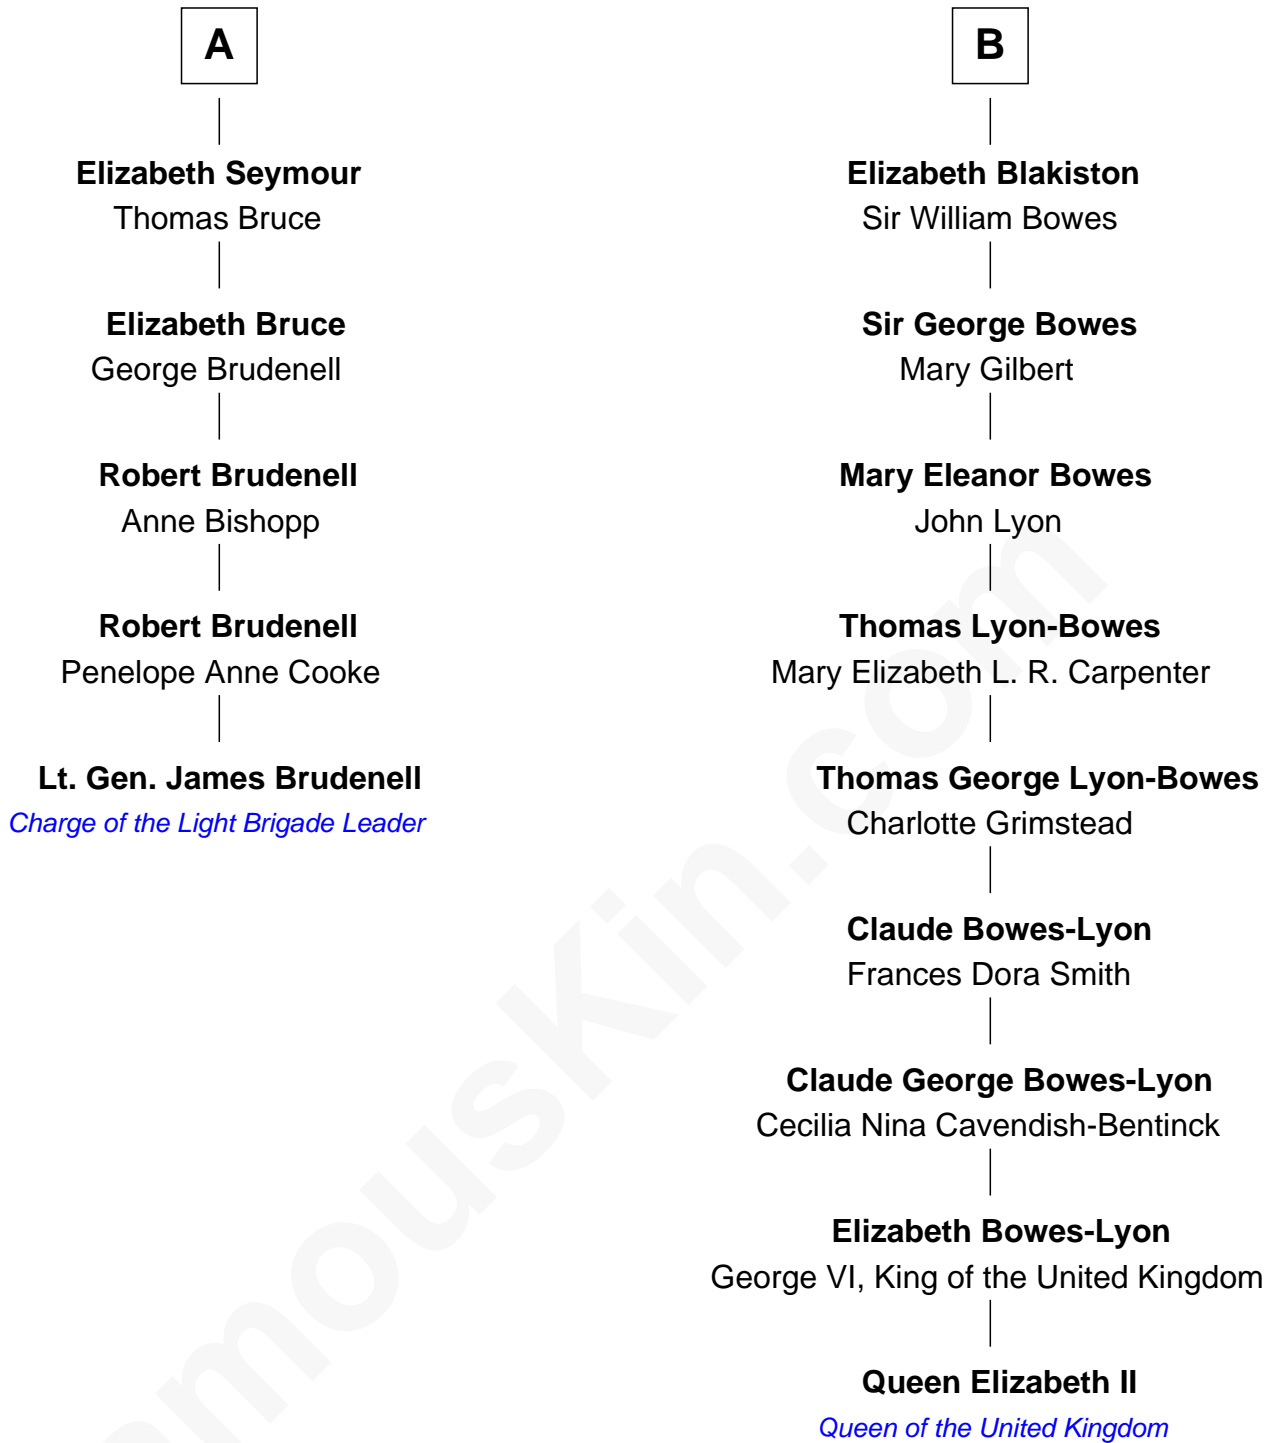 A
Elizabeth Seymour
Thomas Bruce
Elizabeth Bruce
George Brudenell
Robert Brudenell
Anne Bishopp
Robert Brudenell
Penelope Anne Cooke
Lt. Gen. James Brudenell
Charge of the Light Brigade Leader
B
Elizabeth Blakiston
Sir William Bowes
Sir George Bowes
Mary Gilbert
Mary Eleanor Bowes
John Lyon
Thomas Lyon-Bowes
Mary Elizabeth L. R. Carpenter
Thomas George Lyon-Bowes
Charlotte Grimstead
Claude Bowes-Lyon
Frances Dora Smith
Claude George Bowes-Lyon
Cecilia Nina Cavendish-Bentinck
Elizabeth Bowes-Lyon
George VI, King of the United Kingdom
Queen Elizabeth II
Queen of the United Kingdom
amousKin.com